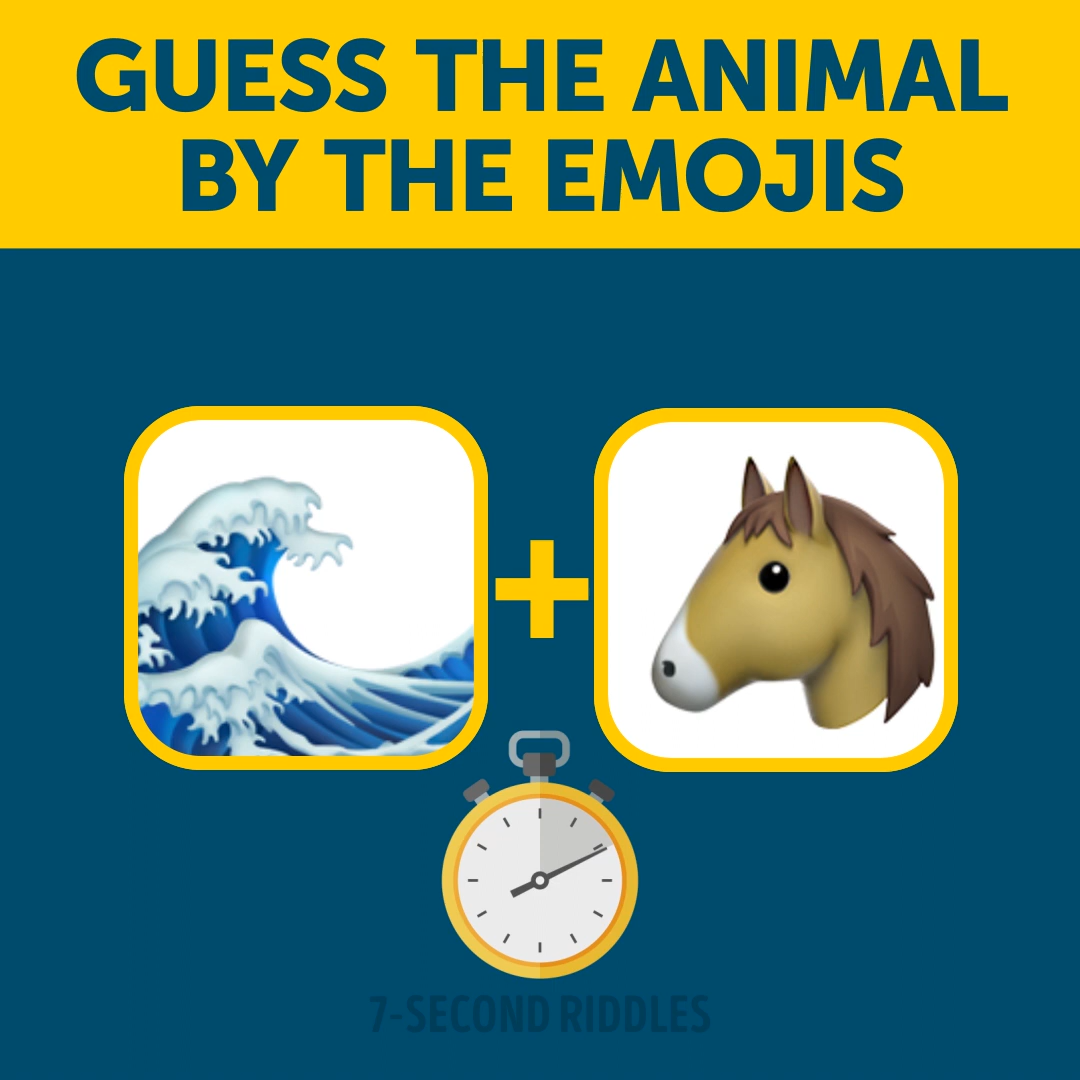 GUESS THE ANIMAL
BY THE EMOJIS
7-SECOND RIDDLES